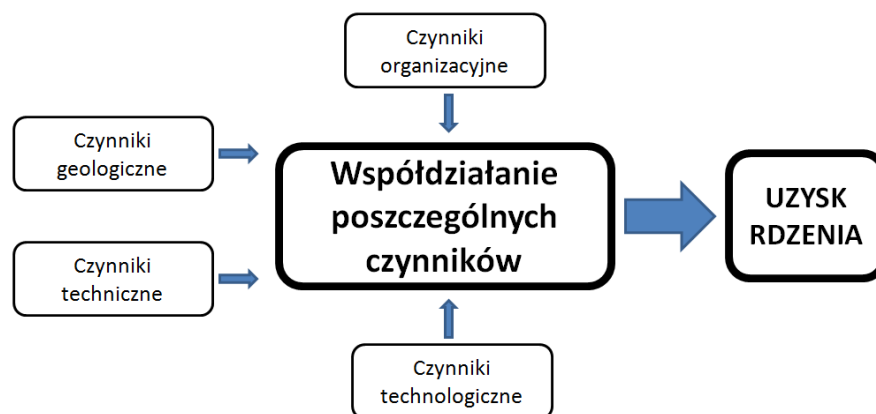 Czynniki
organizacyjne
Czynniki
geologiczne
Współdziałanie
poszczególnych
czynników
UZYSK
RDZENIA
Czynniki
techniczne
Czynniki
technologiczne